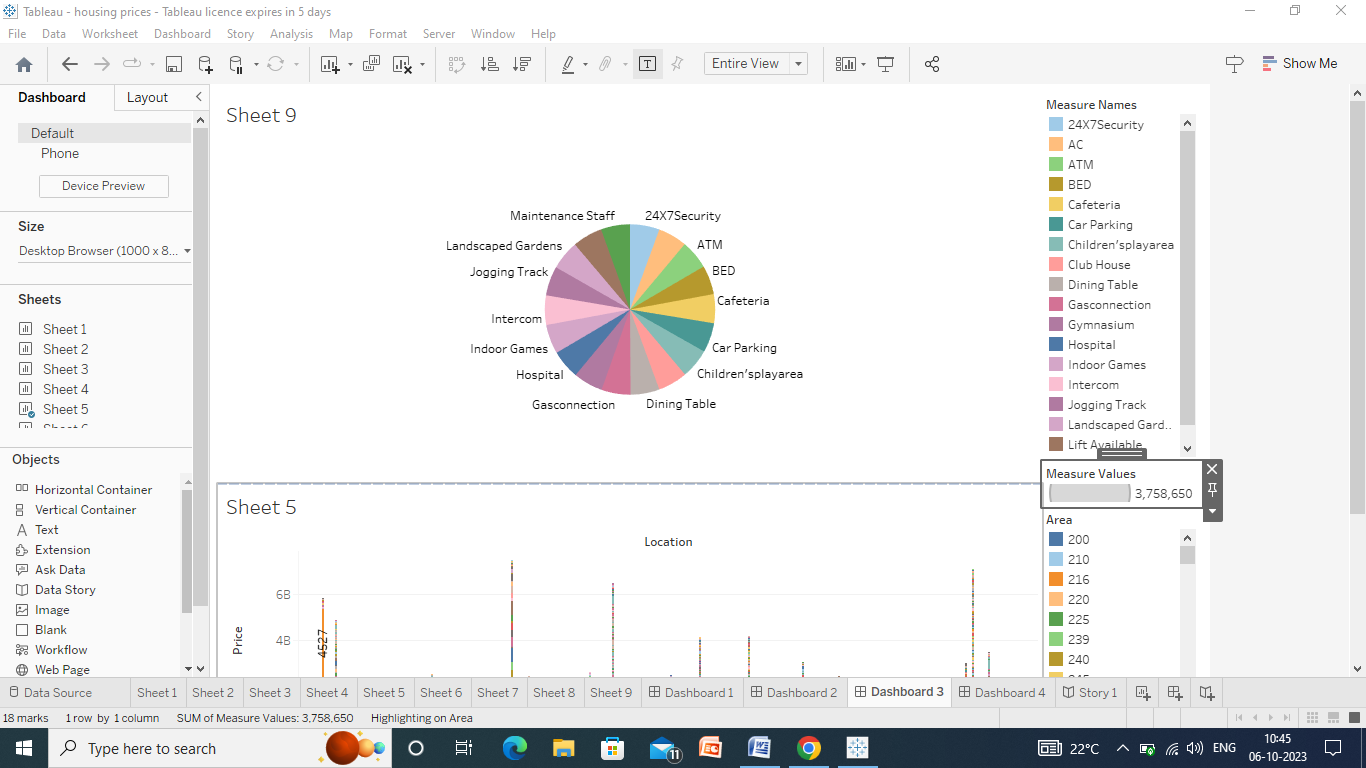 Tableau - housing prices - Tableau licence expires in 5 days
File Data Worksheet Dashboard Story Analysis Map Format Server Window Help
Entire View
Show Me
Dashboard Layout
Default
Phone
Device Preview
Size
Desktop Browser (1000 x 8...
Sheets
Sheet 1
Sheet 2
Sheet 3
Sheet 4
Sheet 5
Objects
Horizontal Container
Vertical Container
Text
Extension
Ask Data
Data Story
Image
Blank
Workflow
Web Page
Sheet 9
Maintenance Staff 24X7Security
Landscaped Gardens ATM
Jogging Track BED
Cafeteria
Intercom
Indoor Games Car Parking
Hospital Children'splayarea
Gasconnection Dining Table
Measure Names
24X7Security
AC
ATM
BED
Cafeteria
Car Parking
Children'splayarea
Club House
Dining Table
Gasconnection
Gymnasium
Hospital
Indoor Games
Intercom
Jogging Track
Landscaped Gard..
Lift Available
Measure Values
3,758,650
Area
200
210
216
220
225
239
240
Sheet 5
Location
6B
4B
Price
4527
Data Source Sheet 1 Sheet 2 Sheet 3 Sheet 4 Sheet 5 Sheet 6 Sheet 7 Sheet 8 Sheet 9 Dashboard 1 Dashboard 2 Dashboard 3 Dashboard 4 Story 1
18 marks 1 row by 1 column SUM of Measure Values: 3,758,650 Highlighting on Area
Type here to search
11
22°C
ENG
10:45
06-10-2023